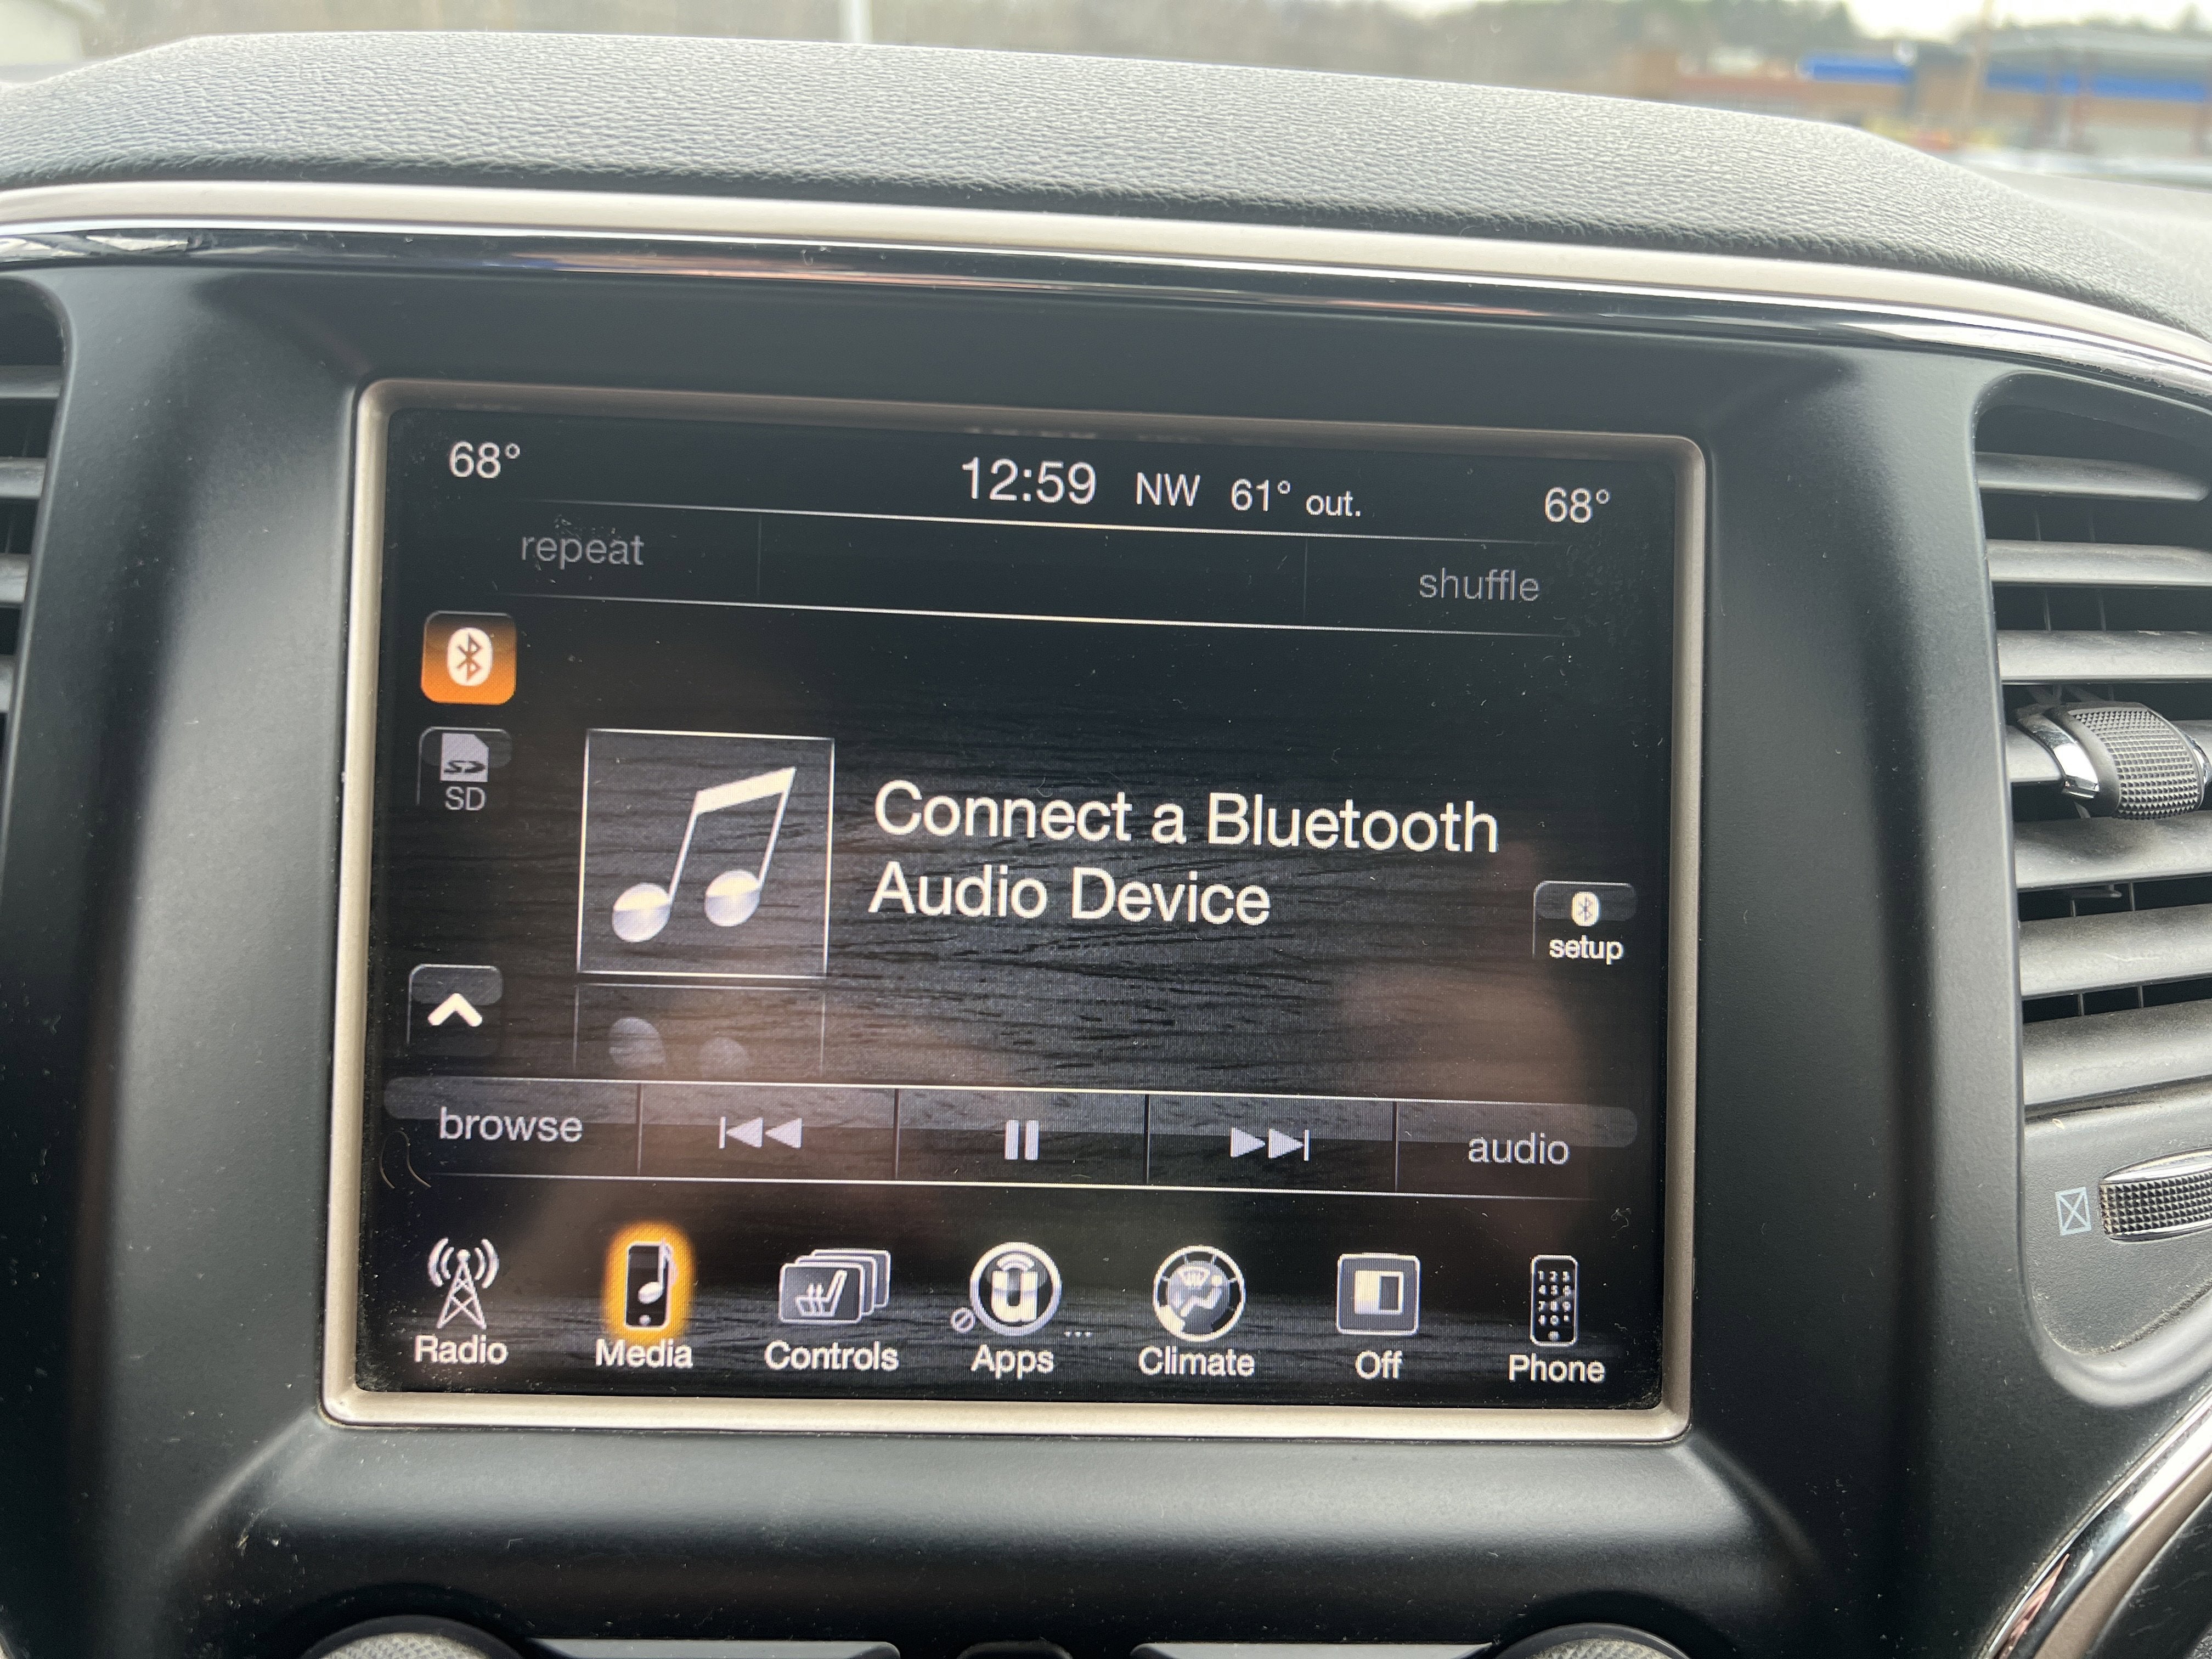 68° 12:59 NW 61° out. 68°
repeat shuffle
SD
Connect a Bluetooth
Audio Device
setup
browse audio
Radio Media Controls Apps Climate Off Phone